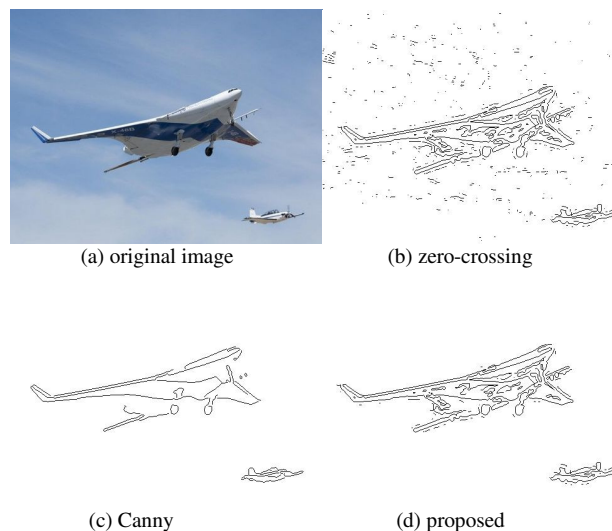 (a) original image
(b) zero-crossing
(c) Canny
(d) proposed